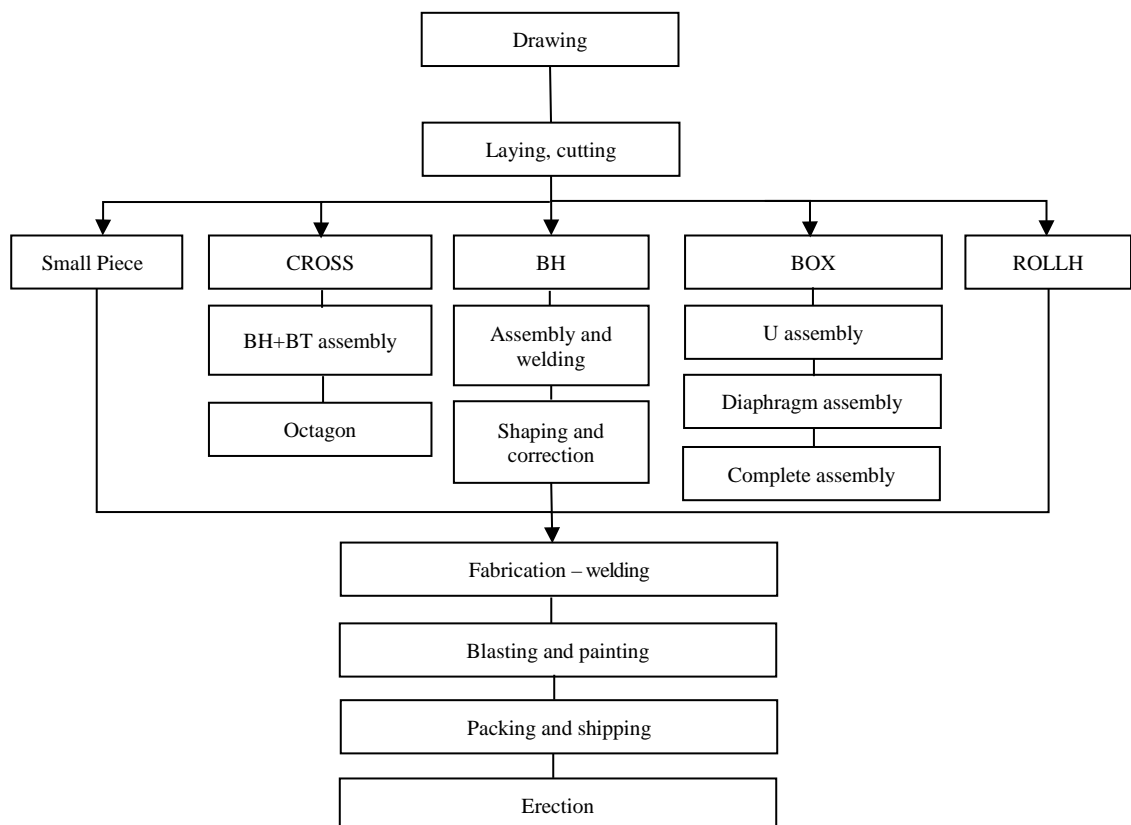 Drawing
Laying, cutting
Small Piece
CROSS
BH
BOX
ROLLH
BH+BT assembly
Assembly and
welding
U assembly
Diaphragm assembly
Octagon
Shaping and
correction
Complete assembly
Fabrication – welding
Blasting and painting
Packing and shipping
Erection